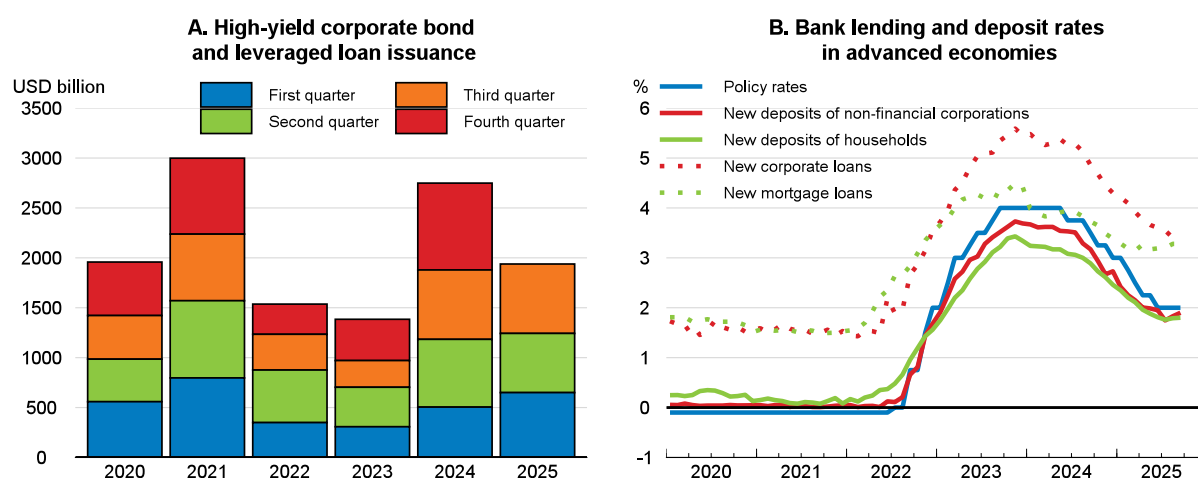 A. High-yield corporate bond
and leveraged loan issuance
USD billion
First quarter
Third quarter
Second quarter
Fourth quarter
3500
3000
2500
2000
1500
1000
500
0
2020 2021 2022 2023 2024 2025
B. Bank lending and deposit rates
in advanced economies
%
Policy rates
New deposits of non-financial corporations
New deposits of households
New corporate loans
New mortgage loans
6
5
4
3
2
1
0
-1
2020 2021 2022 2023 2024 2025